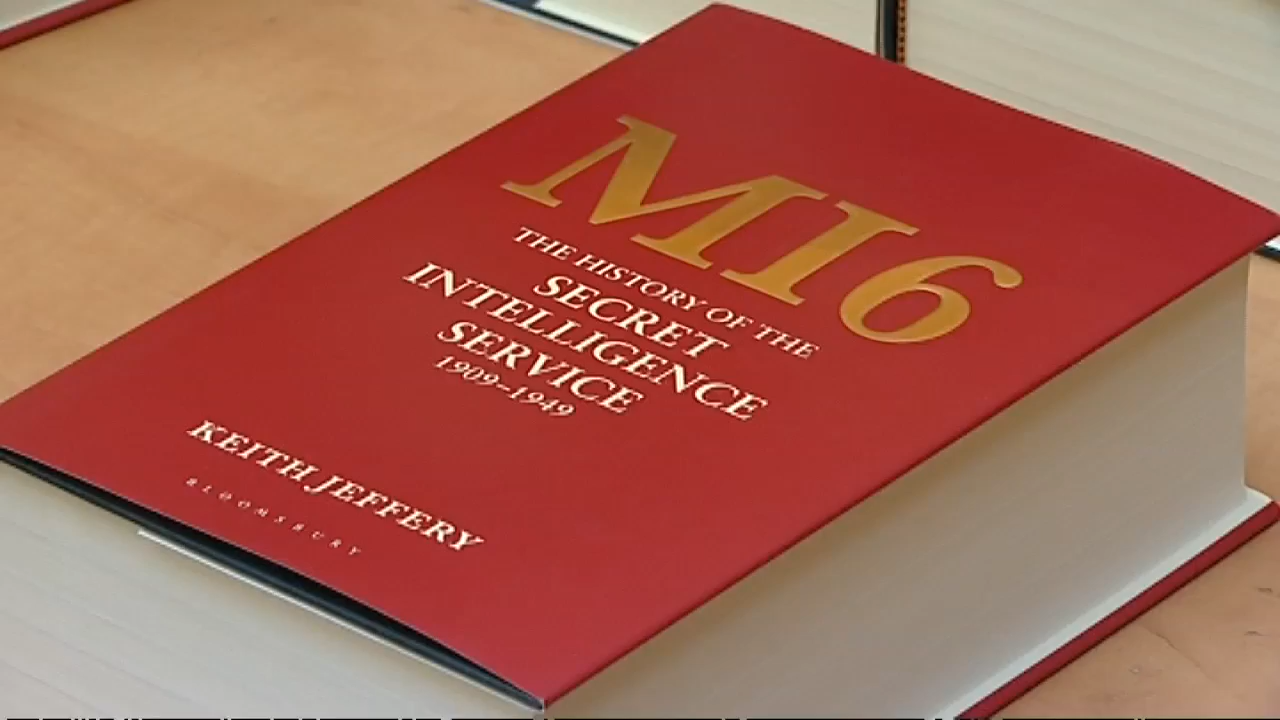 MI6
THE HISTORY OF THE
SECRET
INTELLIGENCE
SERVICE
1909–1949
KEITH JEFFERY
BLOOMSBURY